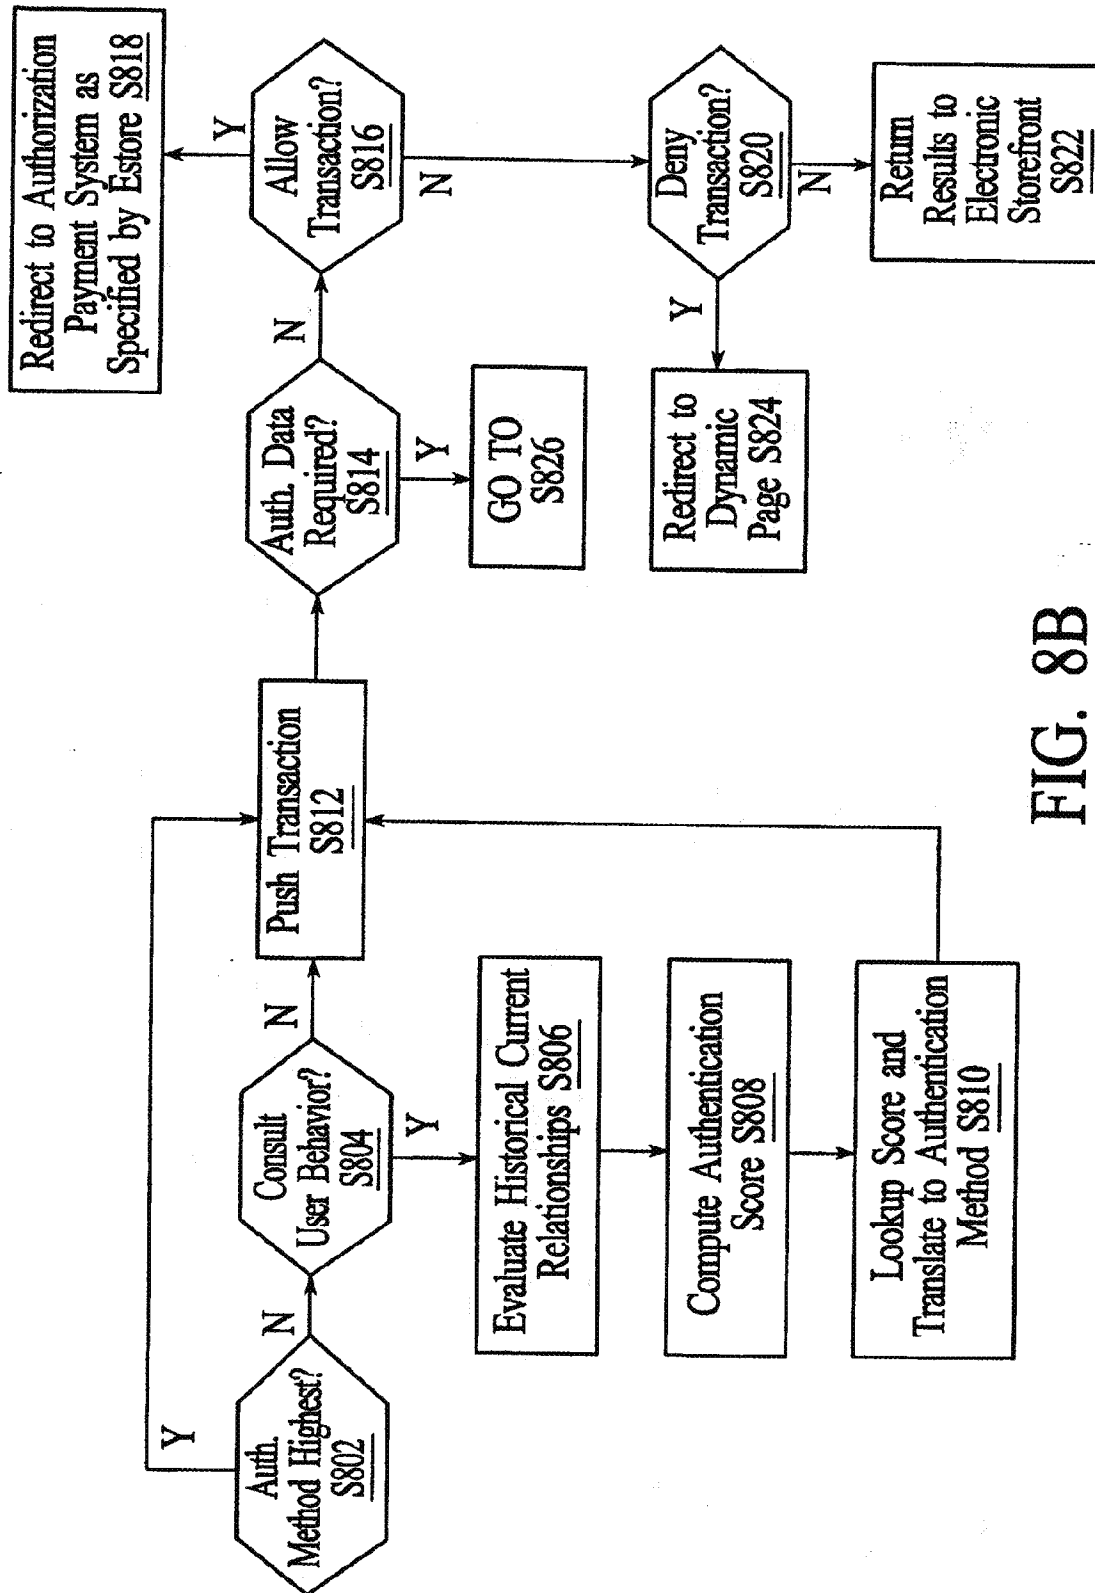 Auth.
Method Highest?
S802
Y
N
Consult
User Behavior?
S804
N
Y
Evaluate Historical Current
Relationships S806
Compute Authentication
Score S808
Lookup Score and
Translate to Authentication
Method S810
Push Transaction
S812
Auth. Data
Required?
S814
N
Y
GO TO
S826
Allow
Transaction?
S816
Y
N
Redirect to Authorization
Payment System as
Specified by Estore S818
Deny
Transaction?
S820
Y
N
Redirect to
Dynamic
Page S824
Return
Results to
Electronic
Storefront
S822
FIG. 8B